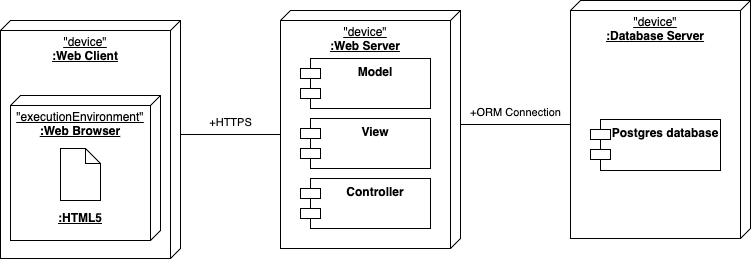 "device"
:Web Client
"executionEnvironment"
:Web Browser
:HTML5
+HTTPS
"device"
:Web Server
Model
View
Controller
+ORM Connection
"device"
:Database Server
Postgres database